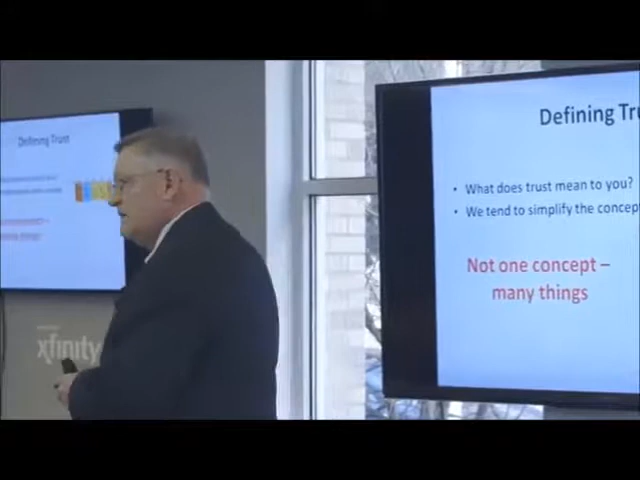 Defining Trust
xfinity
Defining Tru
• What does trust mean to you?
• We tend to simplify the concept
Not one concept –
many things